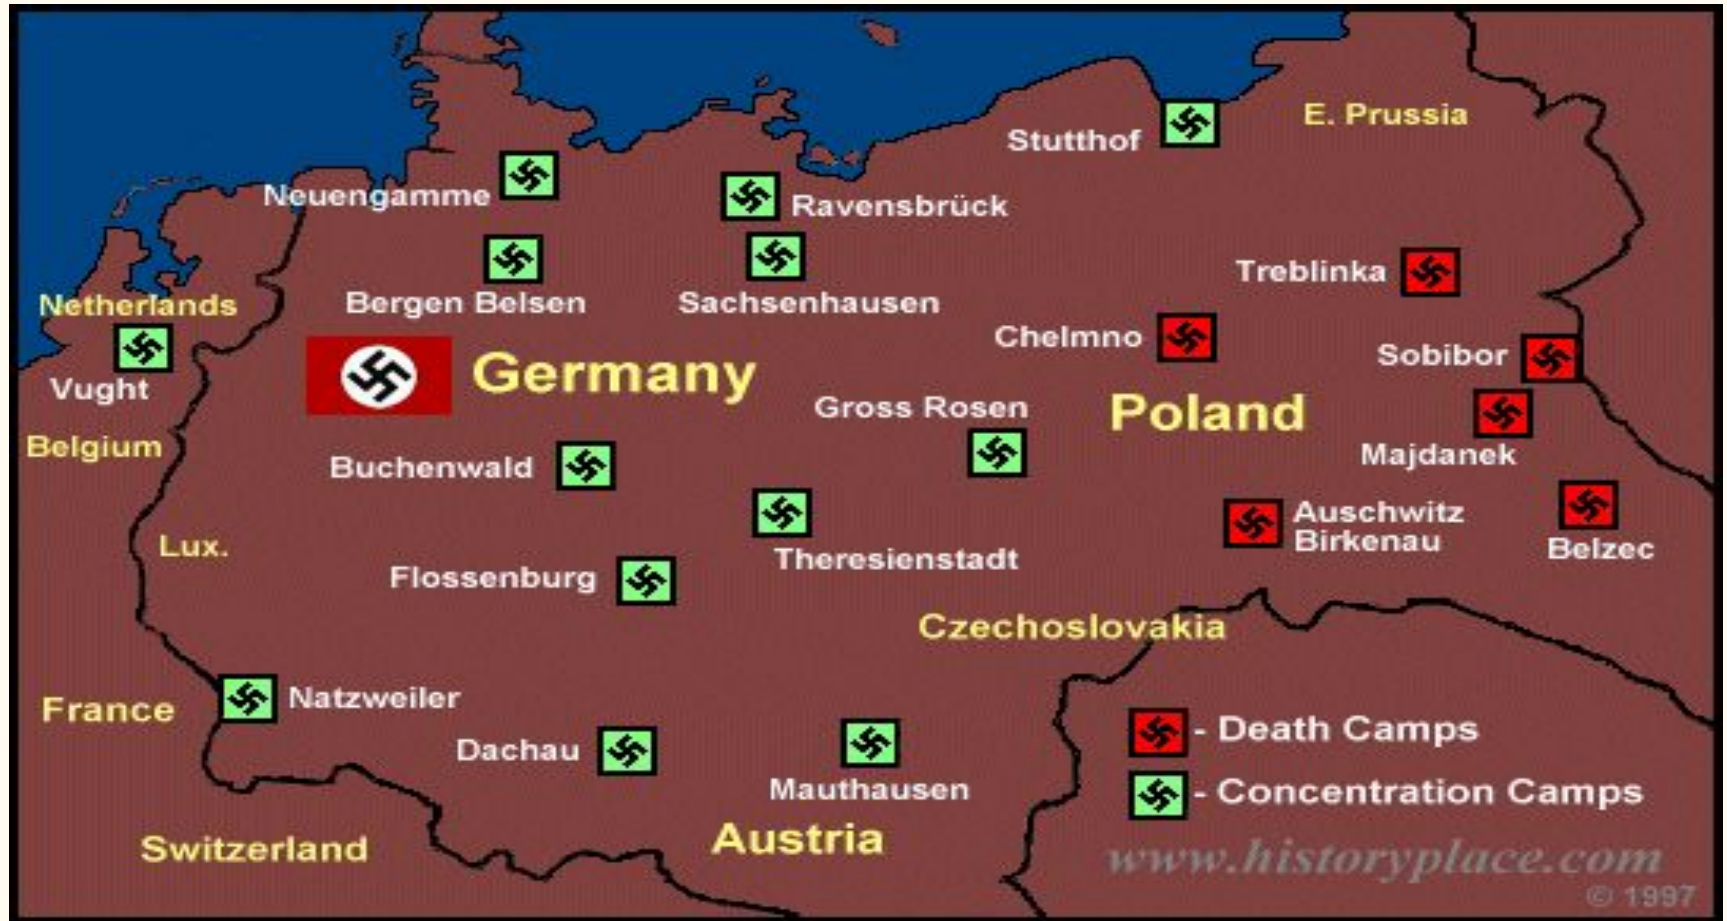 E. Prussia
Stutthof
Neuengamme
Ravensbrück
Treblinka
Netherlands
Bergen Belsen
Sachsenhausen
Chelmno
Sobibor
Vught
Germany
Gross Rosen
Poland
Belgium
Buchenwald
Majdanek
Auschwitz
Birkenau
Lux.
Theresienstadt
Belzec
Flossenburg
Czechoslovakia
France
Natzweiler
Dachau
Mauthausen
- Death Camps
- Concentration Camps
Switzerland
Austria
www.historyplace.com
© 1997